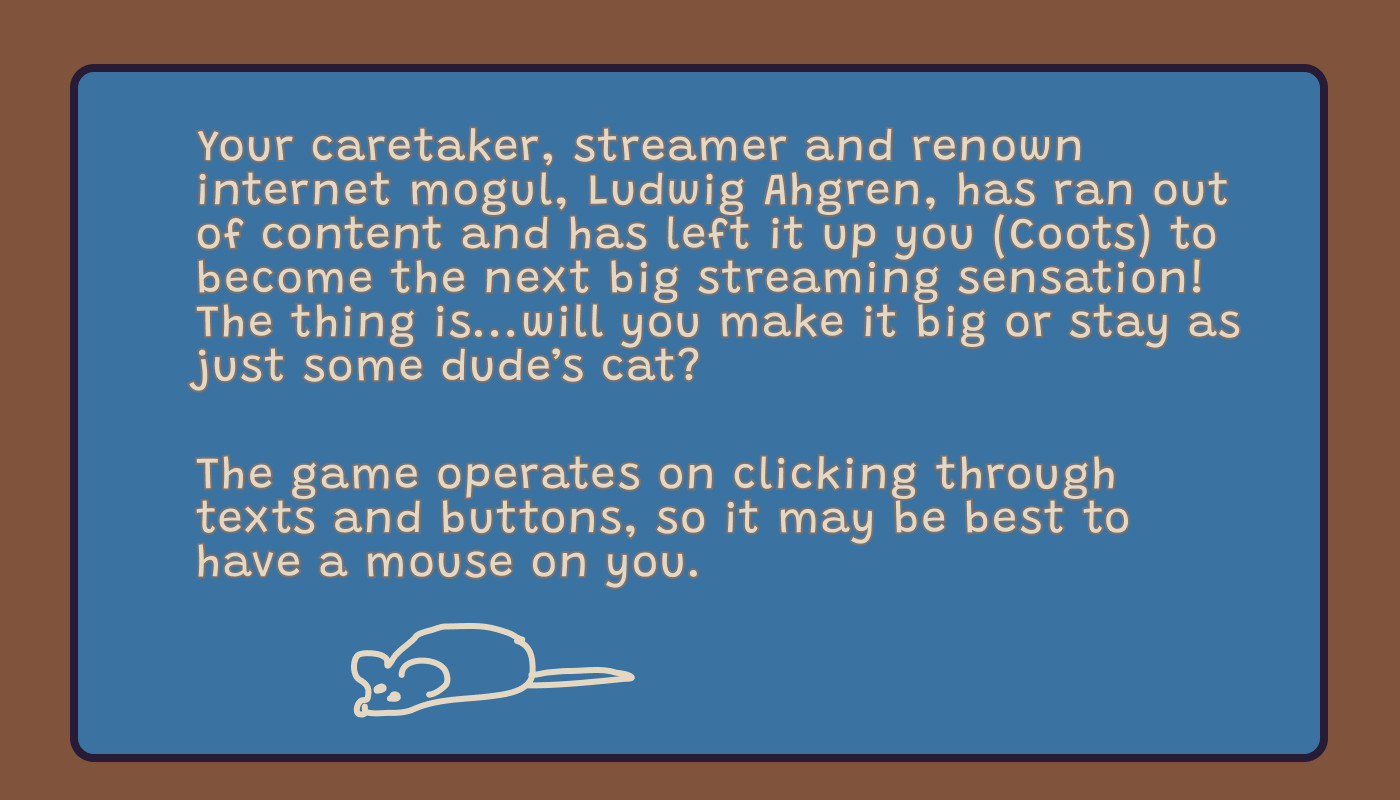 Your caretaker, streamer and renown
internet mogul, Ludwig Ahgren, has ran out
of content and has left it up you (Coots) to
become the next big streaming sensation!
The thing is...will you make it big or stay as
just some dude’s cat?
The game operates on clicking through
texts and buttons, so it may be best to
have a mouse on you.